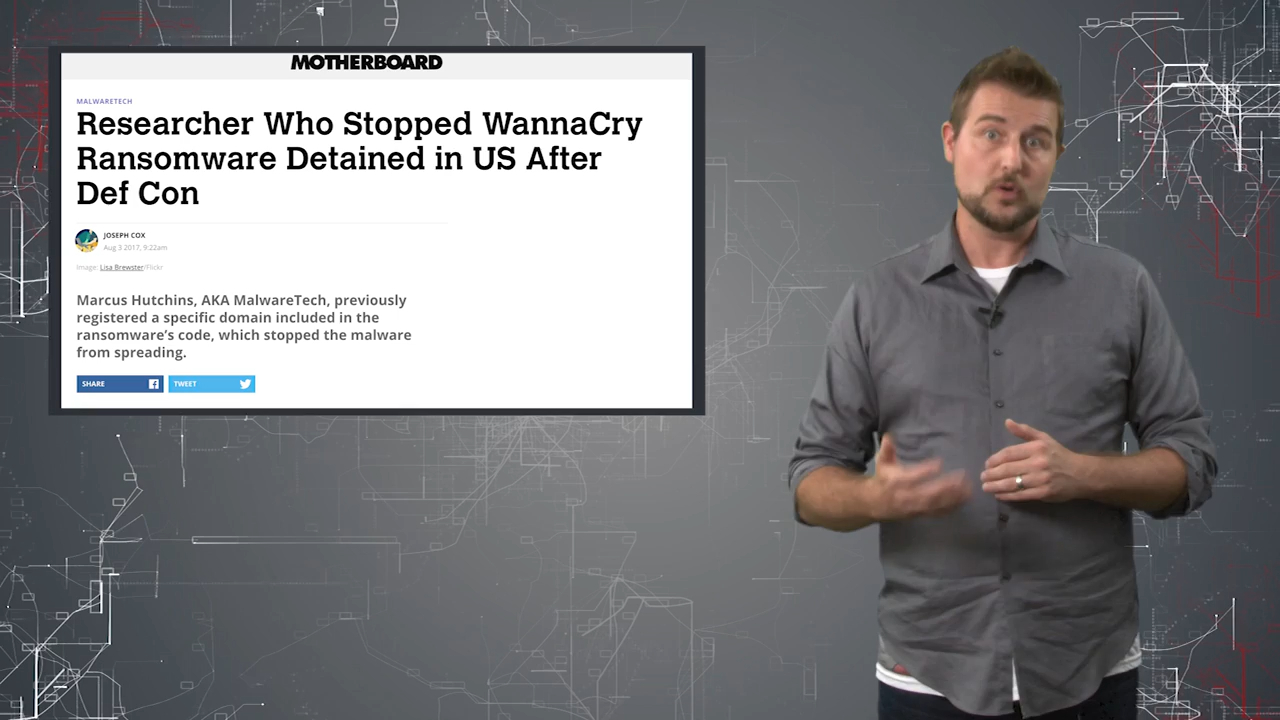 MOTHERBOARD
MALWARETECH
Researcher Who Stopped WannaCry
Ransomware Detained in US After
Def Con
JOSEPH COX
Aug 3 2017, 9:22am
Image: Lisa Brewster/Flickr
Marcus Hutchins, AKA MalwareTech, previously
registered a specific domain included in the
ransomware's code, which stopped the malware
from spreading.
SHARE TWEET